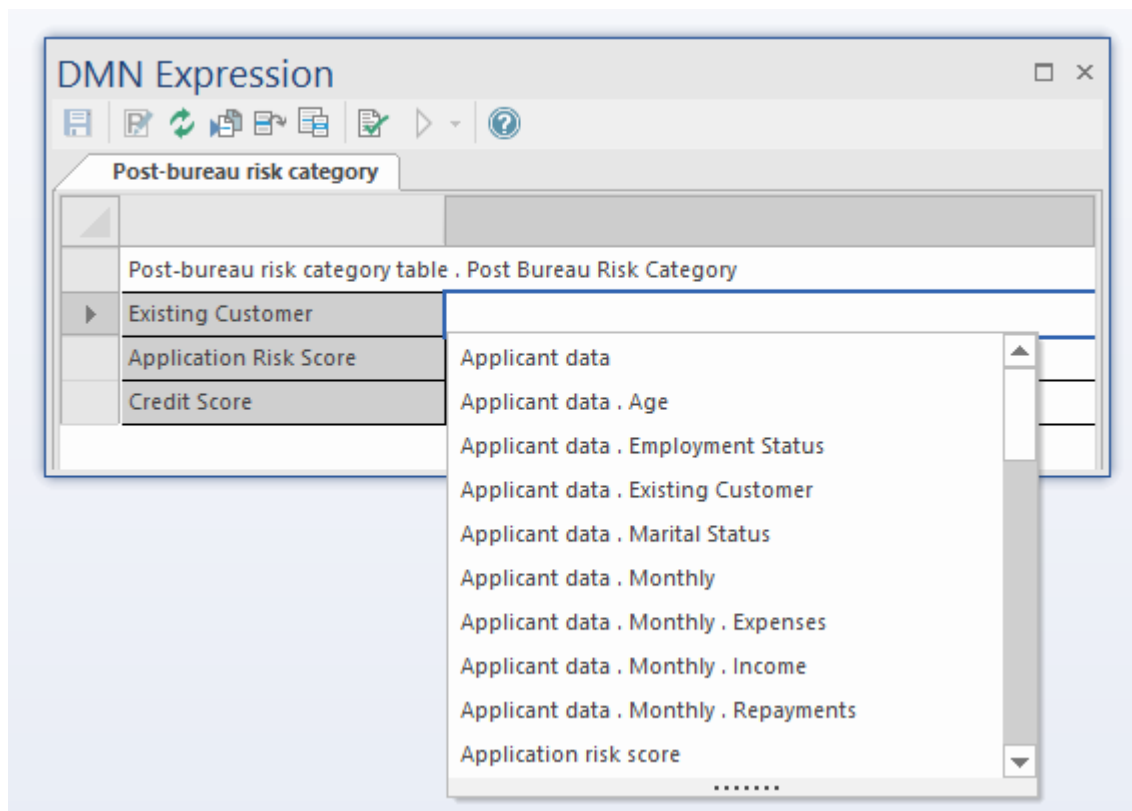 DMN Expression
Post-bureau risk category
Post-bureau risk category table . Post Bureau Risk Category
Existing Customer
Application Risk Score
Credit Score
Applicant data
Applicant data . Age
Applicant data . Employment Status
Applicant data . Existing Customer
Applicant data . Marital Status
Applicant data . Monthly
Applicant data . Monthly . Expenses
Applicant data . Monthly . Income
Applicant data . Monthly . Repayments
Application risk score